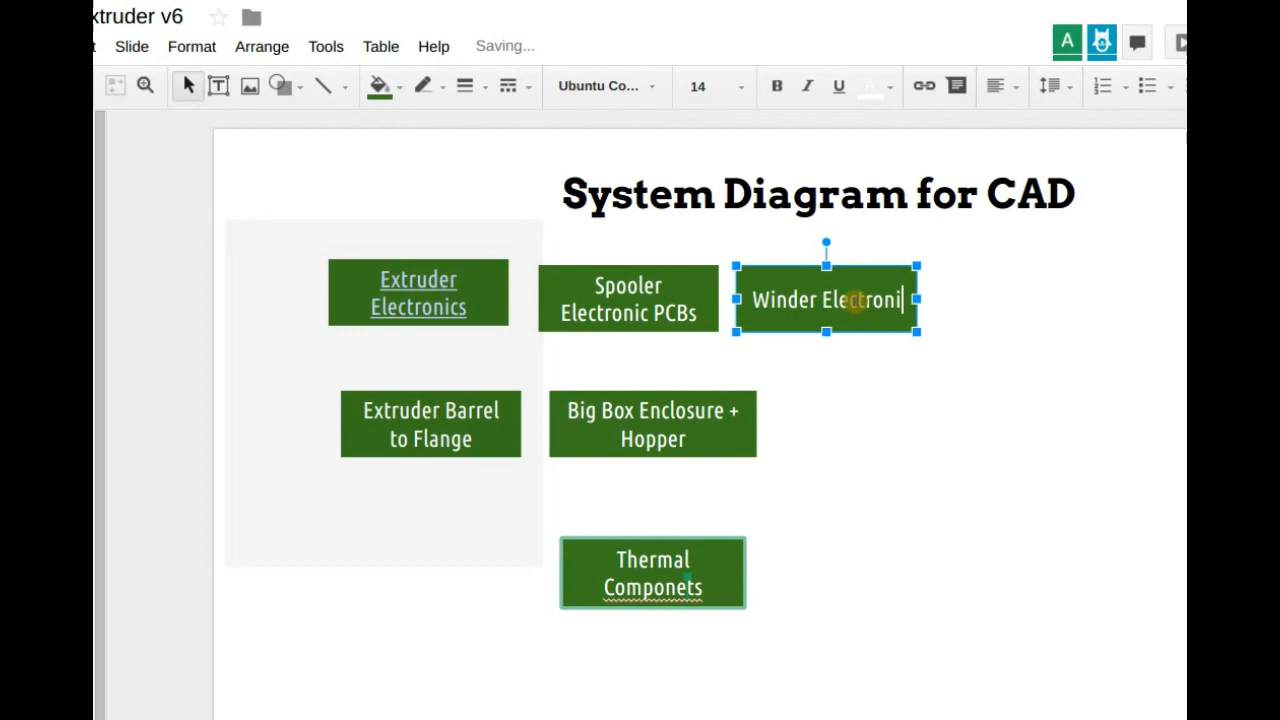 xtruder v6
t Slide Format Arrange Tools Table Help Saving...
Ubuntu Co... 14 B I U A
A
System Diagram for CAD
Extruder
Electronics
Spooler
Electronic PCBs
Winder Electroni
Extruder Barrel
to Flange
Big Box Enclosure +
Hopper
Thermal
Componets